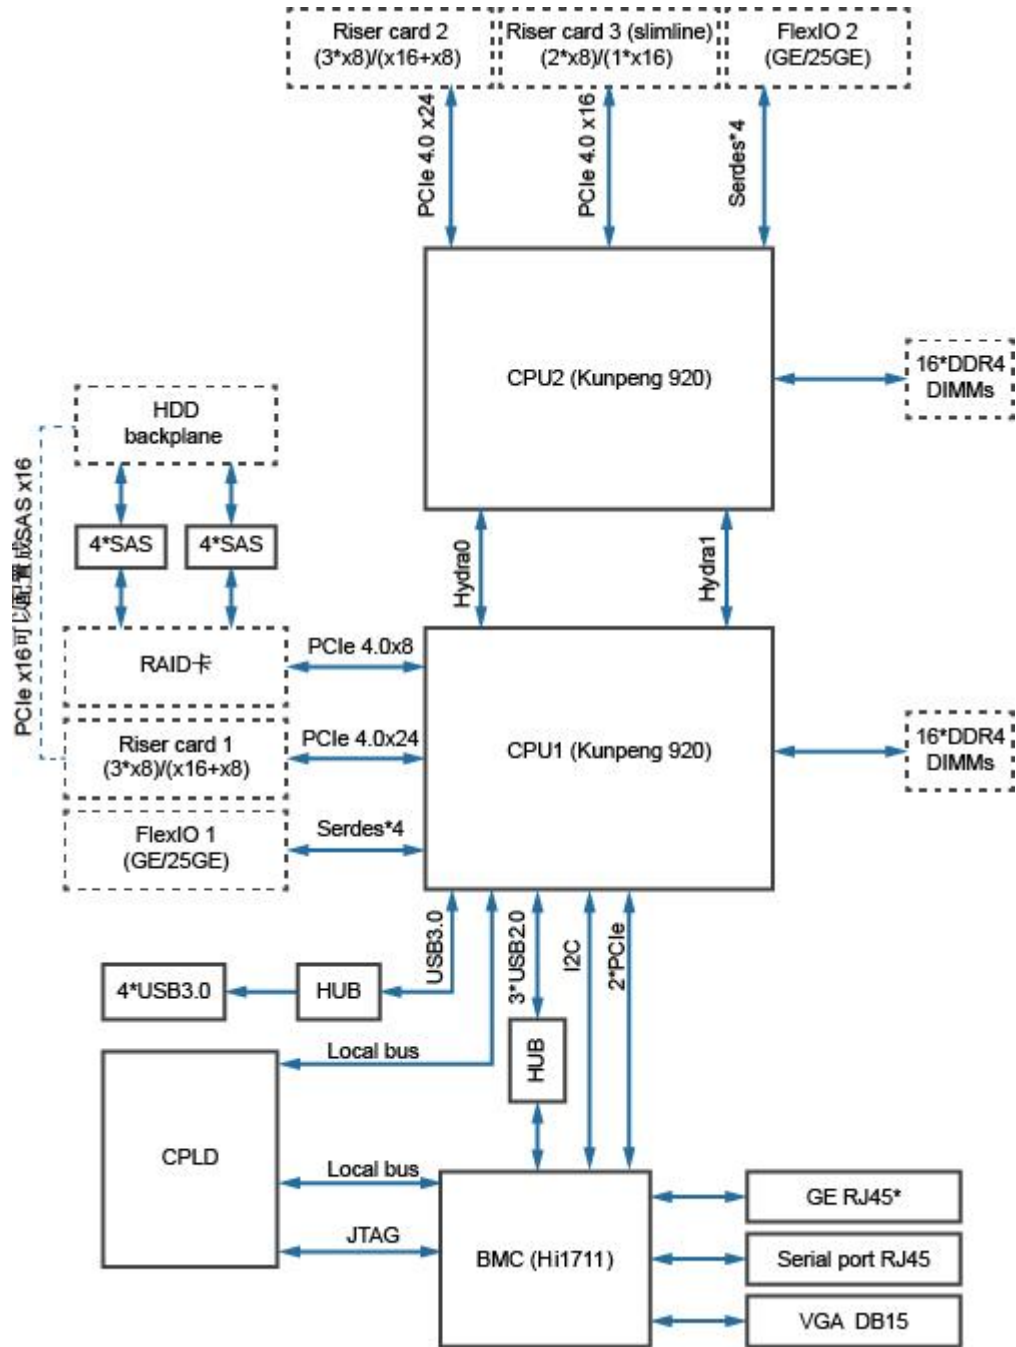 Riser card 2
(3*x8)/(x16+x8)
Riser card 3 (slimline)
(2*x8)/(1*x16)
FlexIO 2
(GE/25GE)
PCIe 4.0 x24
PCIe 4.0 x16
Serdes*4
CPU2 (Kunpeng 920)
16*DDR4
DIMMs
HDD
backplane
4*SAS
4*SAS
PCIe x16可以配置成SAS x16
Hydra0
Hydra1
RAID卡
PCIe 4.0x8
Riser card 1
(3*x8)/(x16+x8)
PCIe 4.0x24
CPU1 (Kunpeng 920)
16*DDR4
DIMMs
FlexIO 1
(GE/25GE)
Serdes*4
USB3.0
3*USB2.0
I2C
2*PCIe
4*USB3.0
HUB
HUB
Local bus
CPLD
Local bus
JTAG
BMC (Hi1711)
GE RJ45*
Serial port RJ45
VGA DB15